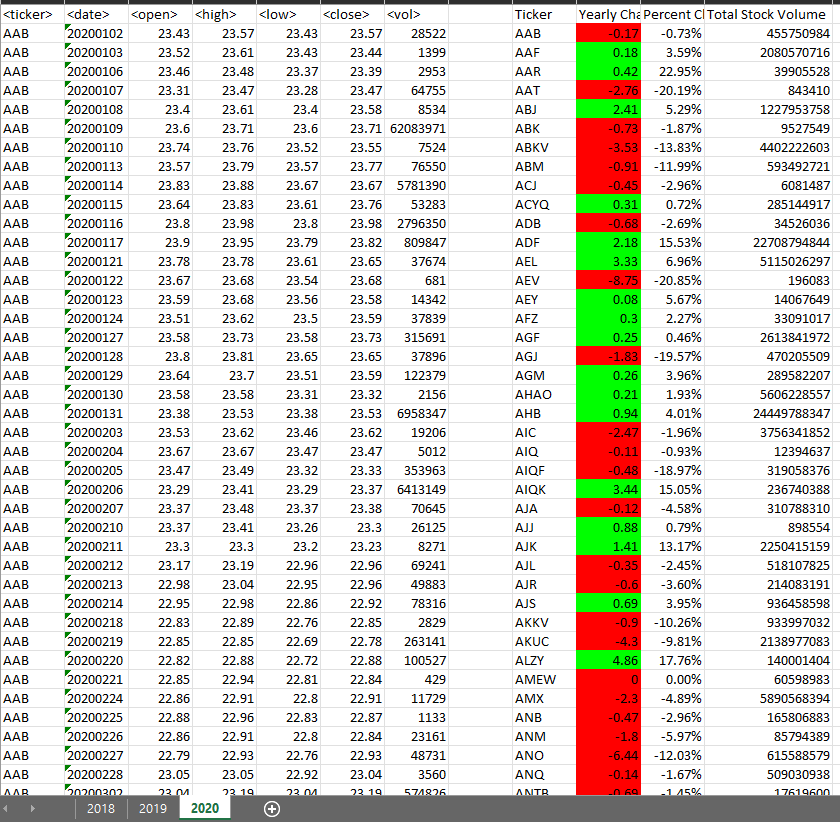 <ticker> <date> <open> <high> <low> <close> <vol> Ticker Yearly Cha Percent Cl Total Stock Volume
AAB 20200102 23.43 23.57 23.43 23.57 28522 AAB -0.17 -0.73% 455750984
AAB 20200103 23.52 23.61 23.43 23.44 1399 AAF 0.18 3.59% 2080570716
AAB 20200106 23.46 23.48 23.37 23.39 2953 AAR 0.42 22.95% 39905528
AAB 20200107 23.31 23.47 23.28 23.47 64755 AAT -2.76 -20.19% 843410
AAB 20200108 23.4 23.61 23.4 23.58 8534 ABJ 2.41 5.29% 1227953758
AAB 20200109 23.6 23.71 23.6 23.71 62083971 ABK -0.73 -1.87% 9527549
AAB 20200110 23.74 23.76 23.52 23.55 7524 ABKV -3.53 -13.83% 4402222603
AAB 20200113 23.57 23.79 23.57 23.77 76550 ABM -0.91 -11.99% 593492721
AAB 20200114 23.83 23.88 23.67 23.67 5781390 ACJ -0.45 -2.96% 6081487
AAB 20200115 23.64 23.83 23.61 23.76 53283 ACYQ 0.31 0.72% 285144917
AAB 20200116 23.8 23.98 23.8 23.98 2796350 ADB -0.68 -2.69% 34526036
AAB 20200117 23.9 23.95 23.79 23.82 809847 ADF 2.18 15.53% 22708794844
AAB 20200121 23.78 23.78 23.61 23.65 37674 AEL 3.33 6.96% 5115026297
AAB 20200122 23.67 23.68 23.54 23.68 681 AEV -8.75 -20.85% 196083
AAB 20200123 23.59 23.68 23.56 23.58 14342 AEY 0.08 5.67% 14067649
AAB 20200124 23.51 23.62 23.5 23.59 37839 AFZ 0.3 2.27% 33091017
AAB 20200127 23.58 23.73 23.58 23.73 315691 AGF 0.25 0.46% 2613841972
AAB 20200128 23.8 23.81 23.65 23.65 37896 AGJ -1.83 -19.57% 470205509
AAB 20200129 23.64 23.7 23.51 23.59 122379 AGM 0.26 3.96% 289582207
AAB 20200130 23.58 23.58 23.31 23.32 2156 AHAO 0.21 1.93% 5606228557
AAB 20200131 23.38 23.53 23.38 23.53 6958347 AHB 0.94 4.01% 24449788347
AAB 20200203 23.53 23.62 23.46 23.62 19206 AIC -2.47 -1.96% 3756341852
AAB 20200204 23.67 23.67 23.47 23.47 5012 AIQ -0.11 -0.93% 12394637
AAB 20200205 23.47 23.49 23.32 23.33 353963 AIQF -0.48 -18.97% 319058376
AAB 20200206 23.29 23.41 23.29 23.37 6413149 AIQK 3.44 15.05% 236740388
AAB 20200207 23.37 23.48 23.37 23.38 70645 AJA -0.12 -4.58% 310788310
AAB 20200210 23.37 23.41 23.26 23.3 26125 AJJ 0.88 0.79% 898554
AAB 20200211 23.3 23.3 23.2 23.23 8271 AJK 1.41 13.17% 2250415159
AAB 20200212 23.17 23.19 22.96 22.96 69241 AJL -0.35 -2.45% 518107825
AAB 20200213 22.98 23.04 22.95 22.96 49883 AJR -0.6 -3.60% 214083191
AAB 20200214 22.95 22.98 22.86 22.92 78316 AJS 0.69 3.95% 936458598
AAB 20200218 22.83 22.89 22.76 22.85 2829 AKKV -0.9 -10.26% 933997032
AAB 20200219 22.85 22.85 22.69 22.78 263141 AKUC -4.3 -9.81% 2138977083
AAB 20200220 22.82 22.88 22.72 22.88 100527 ALZY 4.86 17.76% 140001404
AAB 20200221 22.85 22.94 22.81 22.84 429 AMEW 0 0.00% 60598983
AAB 20200224 22.86 22.91 22.8 22.91 11729 AMX -2.3 -4.89% 5890568394
AAB 20200225 22.88 22.96 22.83 22.87 1133 ANB -0.47 -2.96% 165806883
AAB 20200226 22.86 22.91 22.8 22.84 23161 ANM -1.8 -5.97% 85794389
AAB 20200227 22.79 22.93 22.76 22.93 48731 ANO -6.44 -12.03% 615588579
AAB 20200228 23.05 23.05 22.92 23.04 3560 ANQ -0.14 -1.67% 509030938
AAB 20200302 23.04 23.19 23.04 23.19 574826 ANTB -0.69 -1.45% 17619600
2018 2019 2020